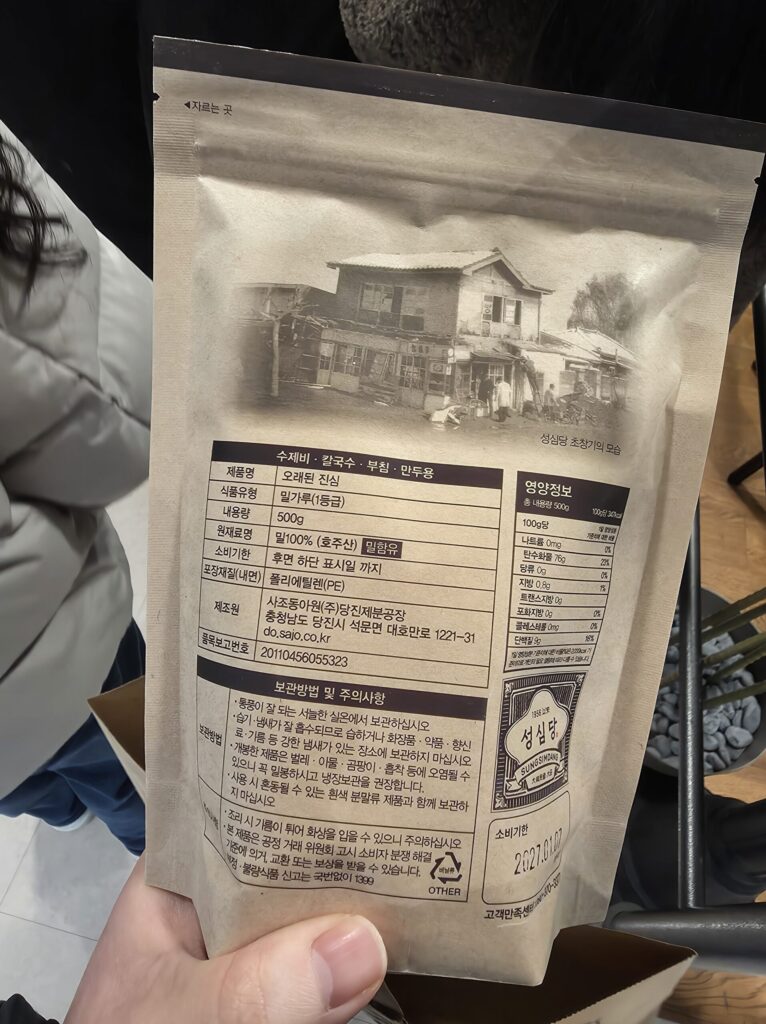 ◀자르는 곳
성심당 초창기의 모습
수제비 · 칼국수 · 부침 · 만두용
제품명 오래된 진심
식품유형 밀가루(1등급)
내용량 500g
원재료명 밀100% (호주산) 밀함유
소비기한 후면 하단 표시일 까지
포장재질(내면) 폴리에틸렌(PE)
제조원 사조동아원(주)당진제분공장
충청남도 당진시 석문면 대호만로 1221-31
do.sajo.co.kr
품목보고번호 20110456055323
보관방법 및 주의사항
보관방법
· 통풍이 잘 되는 서늘한 실온에서 보관하십시오
· 습기 · 냄새가 잘 흡수되므로 습하거나 화장품 · 약품 · 향신
료 · 기름 등 강한 냄새가 있는 장소에 보관하지 마십시오
· 개봉한 제품은 벌레 · 이물 · 곰팡이 · 흡착 등에 오염될 수
있으니 꼭 밀봉하시고 냉장보관을 권장합니다.
· 사용 시 혼동될 수 있는 흰색 분말류 제품과 함께 보관하
지 마십시오
· 조리 시 기름이 튀어 화상을 입을 수 있으니 주의하십시오
· 본 제품은 공정 거래 위원회 고시 소비자 분쟁 해결
기준에 의거, 교환 또는 보상을 받을 수 있습니다.
· 불량식품 신고는 국번없이 1399
비닐류
OTHER
영양정보
총 내용량 500g
100g당
100g당
나트륨 0mg 0%
탄수화물 76g 23%
당류 0g 0%
지방 0.8g 1%
트랜스지방 0g
포화지방 0g 0%
콜레스테롤 0mg 0%
단백질 9g 16%
성심당
SUNGSIMDANG
소비기한
2027.01.07
고객만족센터